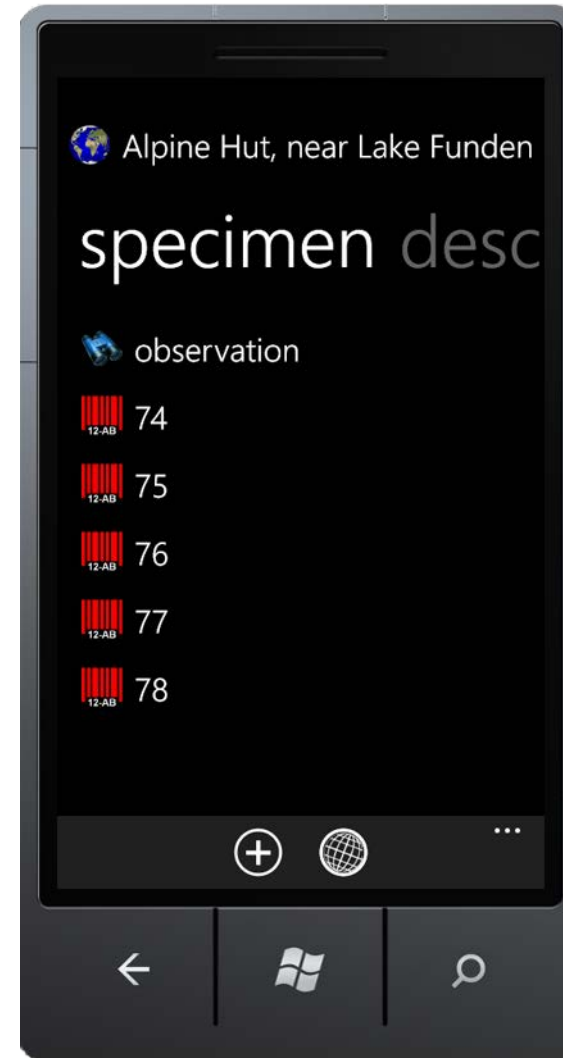 Alpine Hut, near Lake Funden
specimen desc
observation
12-AB 74
12-AB 75
12-AB 76
12-AB 77
12-AB 78